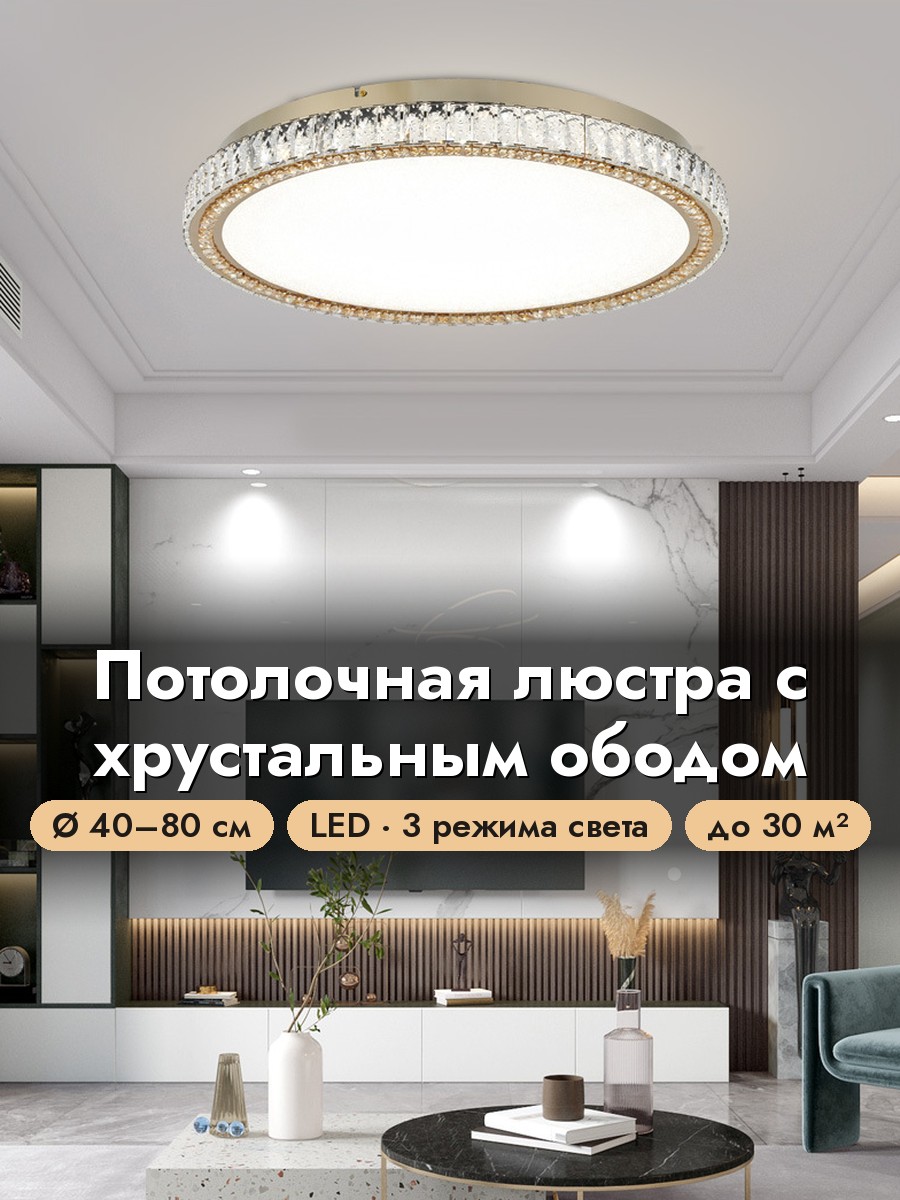 Потолочная люстра с
хрустальным ободом
Ø 40–80 см
LED · 3 режима света
до 30 м²